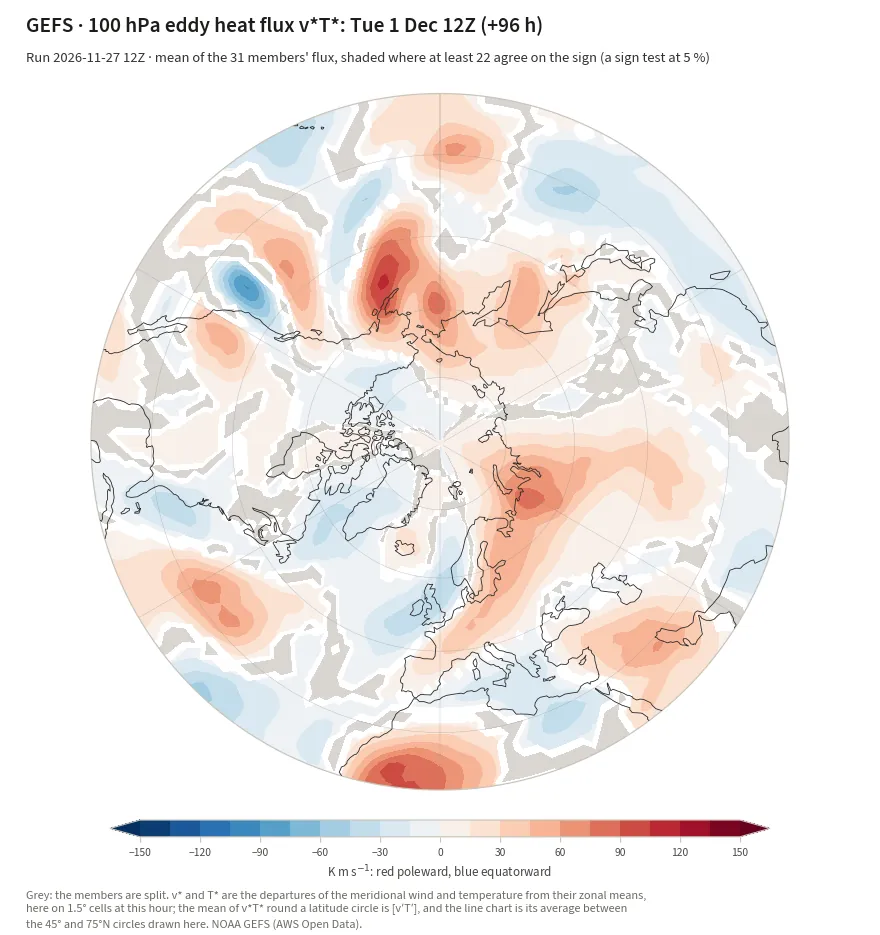 GEFS · 100 hPa eddy heat flux v*T*: Tue 1 Dec 12Z (+96 h)
Run 2026-11-27 12Z · mean of the 31 members' flux, shaded where at least 22 agree on the sign (a sign test at 5 %)
−150 −120 −90 −60 −30 0 30 60 90 120 150
K m s⁻¹: red poleward, blue equatorward
Grey: the members are split. v* and T* are the departures of the meridional wind and temperature from their zonal means,
here on 1.5° cells at this hour; the mean of v*T* round a latitude circle is [v'T'], and the line chart is its average between
the 45° and 75°N circles drawn here. NOAA GEFS (AWS Open Data).